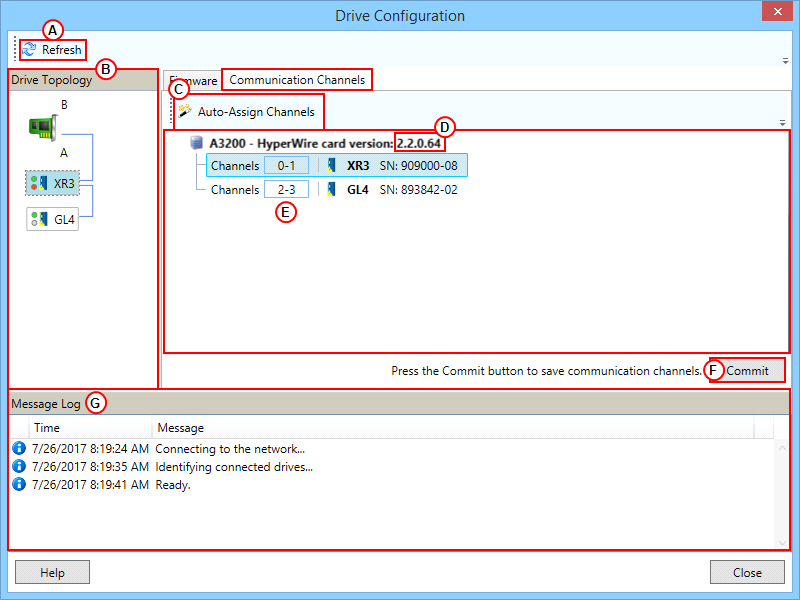 Drive Configuration
A
Refresh
B
Drive Topology
B
A
XR3
GL4
Firmware
Communication Channels
C
Auto-Assign Channels
D
A3200 - HyperWire card version: 2.2.0.64
Channels 0-1 XR3 SN: 909000-08
Channels 2-3 GL4 SN: 893842-02
E
Press the Commit button to save communication channels.
F
Commit
Message Log G
Time Message
7/26/2017 8:19:24 AM Connecting to the network...
7/26/2017 8:19:35 AM Identifying connected drives...
7/26/2017 8:19:41 AM Ready.
Help
Close